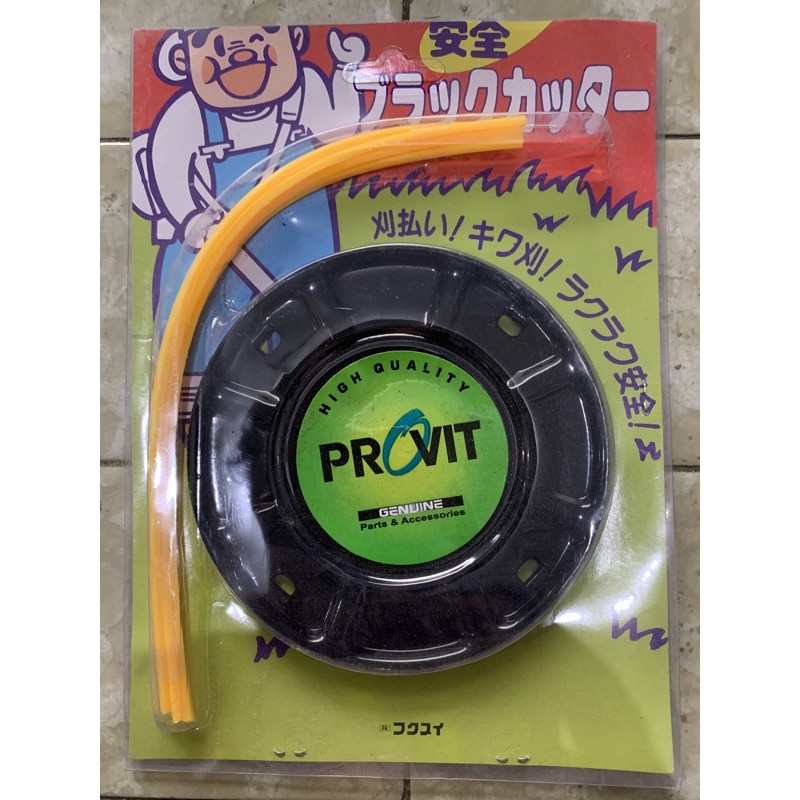 安全
ブラックカッター
刈払い!キワ刈!ラクラク安全!
HIGH QUALITY
PROVIT
GENUINE
Parts & Accessories
㈱フクスイ